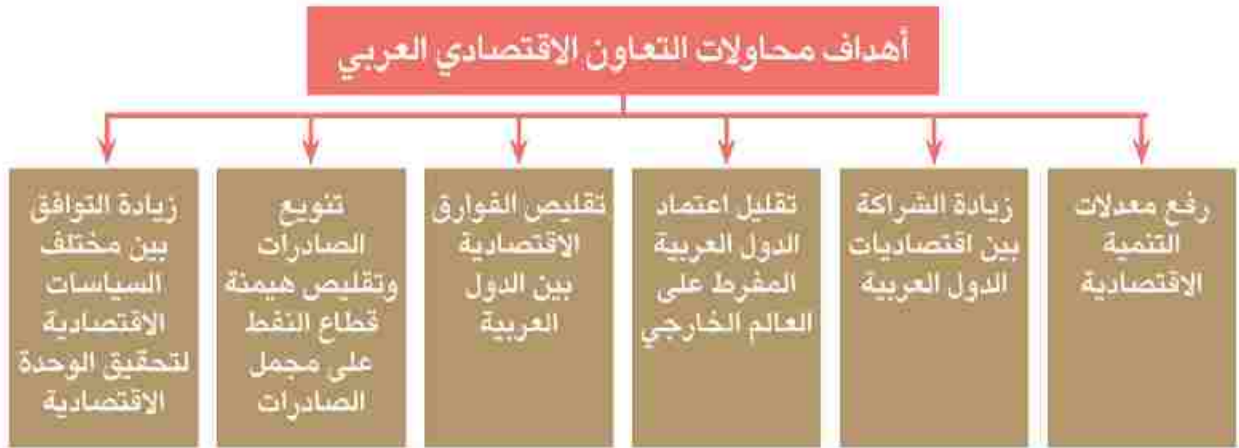 أهداف محاولات التعاون الاقتصادي العربي
رفع معدلات
التنمية
الاقتصادية
زيادة الشراكة
بين اقتصاديات
الدول العربية
تقليل اعتماد
الدول العربية
المفرط على
العالم الخارجي
تقليص الفوارق
الاقتصادية
بين الدول
العربية
تنويع
الصادرات
وتقليص هيمنة
قطاع النفط
على مجمل
الصادرات
زيادة التوافق
بين مختلف
السياسات
الاقتصادية
لتحقيق الوحدة
الاقتصادية